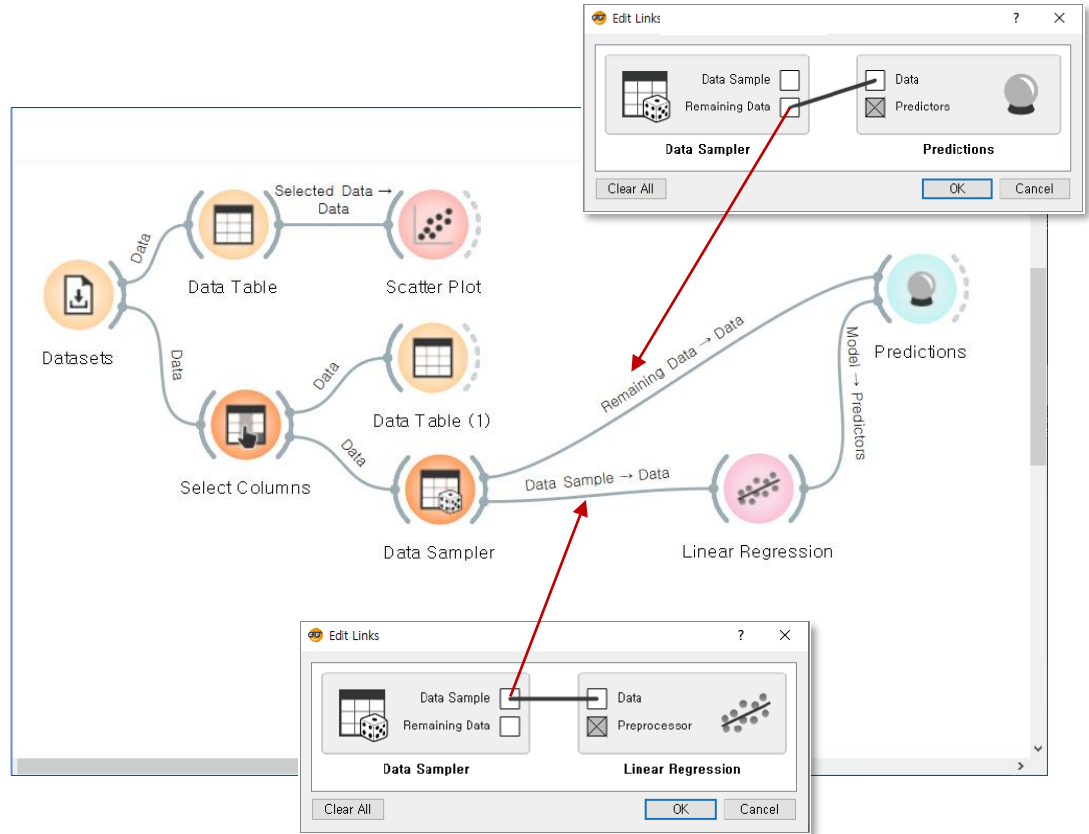 Edit Links
?
Data Sample
Remaining Data
Data
Predictors
Data Sampler
Predictions
Clear All
OK
Cancel
Selected Data →
Data
Data
Data Table
Scatter Plot
Datasets
Data
Data
Data Table (1)
Select Columns
Data
Remaining Data → Data
Predictions
Model → Predictors
Data Sample → Data
Data Sampler
Linear Regression
Edit Links
?
Data Sample
Remaining Data
Data
Preprocessor
Data Sampler
Linear Regression
Clear All
OK
Cancel